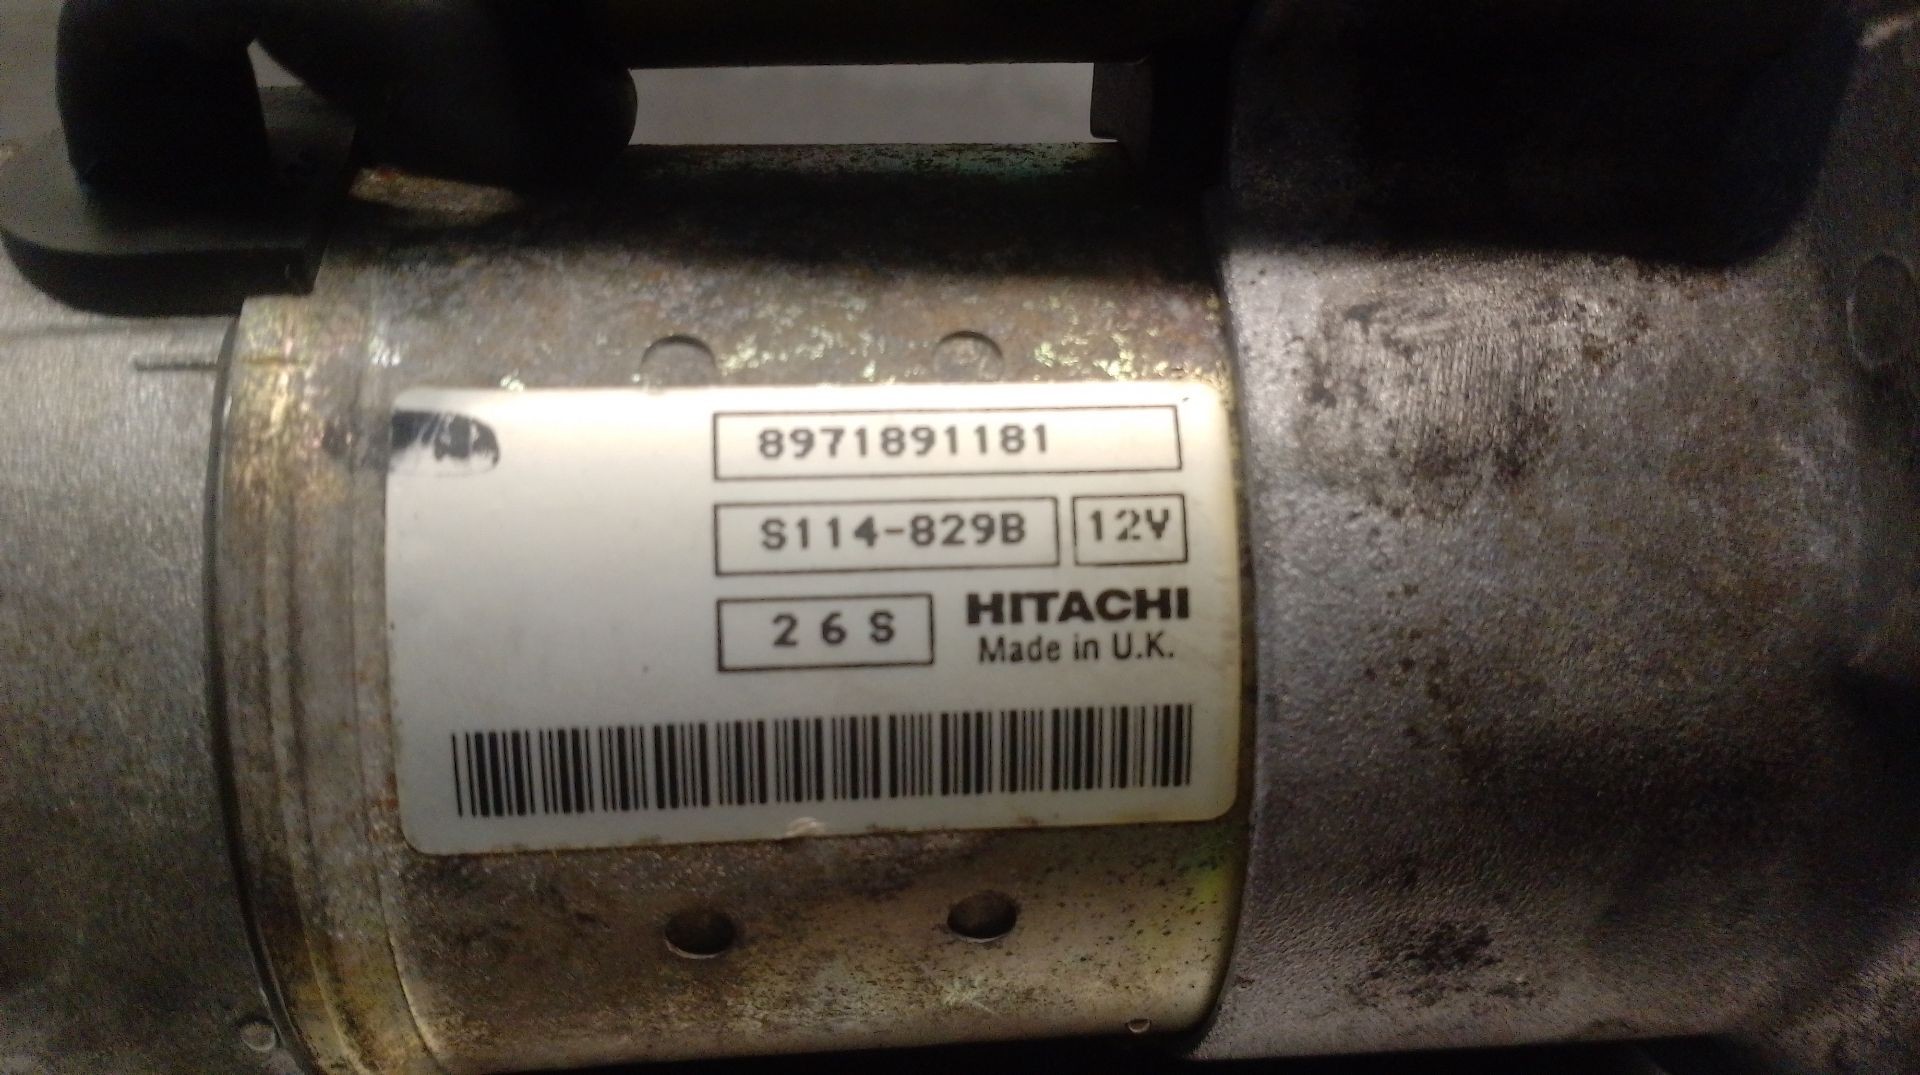 8971891181
S114-829B 12V
26S HITACHI
Made in U.K.